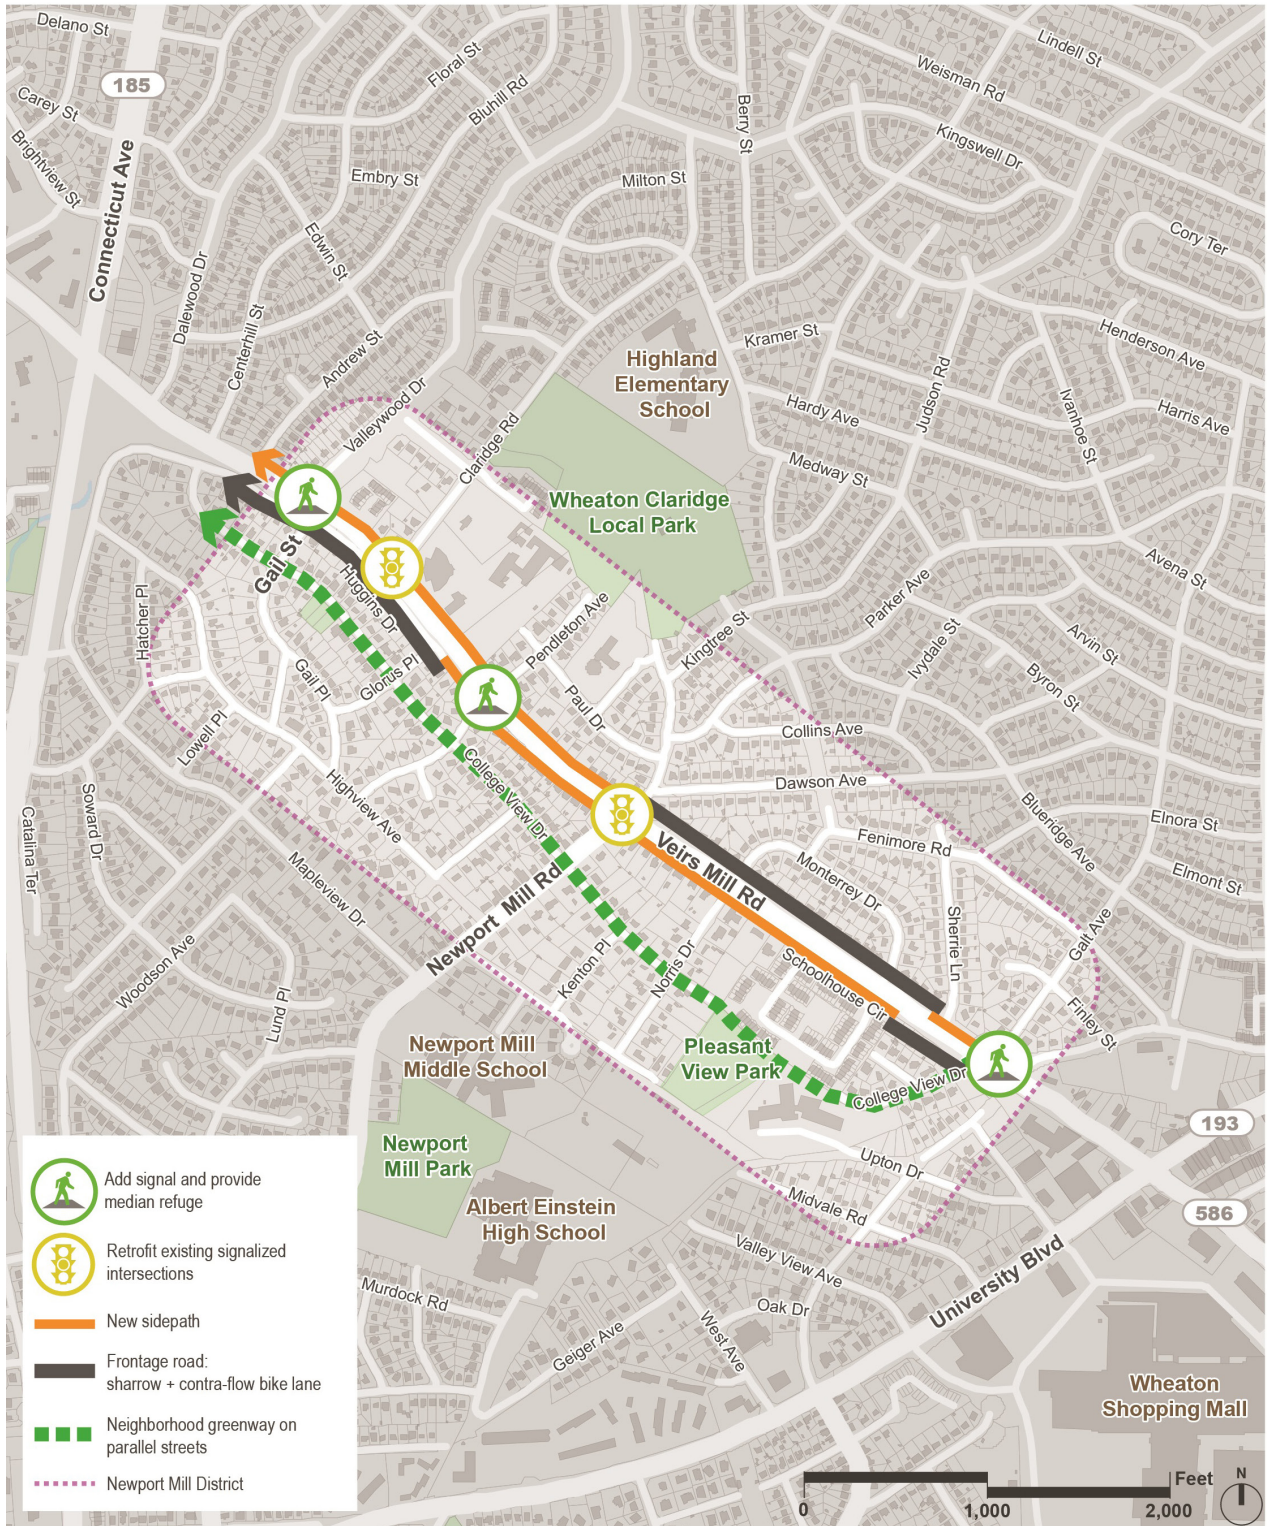 Delano St
185
Carey St
Brightview St
Connecticut Ave
Floral St
Bluhill Rd
Embry St
Edwin St
Dalewood Dr
Centerhill St
Andrew St
Berry St
Milton St
Lindell St
Weisman Rd
Kingswell Dr
Cory Ter
Henderson Ave
Kramer St
Highland
Elementary
School
Hardy Ave
Judson Rd
Ivanhoe St
Harris Ave
Medway St
Valleywood Dr
Claridge Rd
Wheaton Claridge
Local Park
Avena St
Gail St
Huggins Dr
Hatcher Pl
Pendleton Ave
Kingtree St
Parker Ave
Ivydale St
Arvin St
Byron St
Gail Pl
Glorus Pl
Paul Dr
Collins Ave
Lowell Pl
Dawson Ave
College View Dr
Highview Ave
Soward Dr
Catalina Ter
Mapleview Dr
Veirs Mill Rd
Fenimore Rd
Blueridge Ave
Elnora St
Elmont St
Monterrey Dr
Newport Mill Rd
Sherrie Ln
Galt Ave
Woodson Ave
Kenton Pl
Norris Dr
Schoolhouse Cir
Finley St
Lund Pl
Newport Mill
Middle School
Pleasant
View Park
College View Dr
193
Newport
Mill Park
Upton Dr
Albert Einstein
High School
Midvale Rd
586
Valley View Ave
University Blvd
Murdock Rd
Oak Dr
Geiger Ave
West Ave
Wheaton
Shopping Mall
Add signal and provide
median refuge
Retrofit existing signalized
intersections
New sidepath
Frontage road:
sharrow + contra-flow bike lane
Neighborhood greenway on
parallel streets
Newport Mill District
Feet
N
0
1,000
2,000